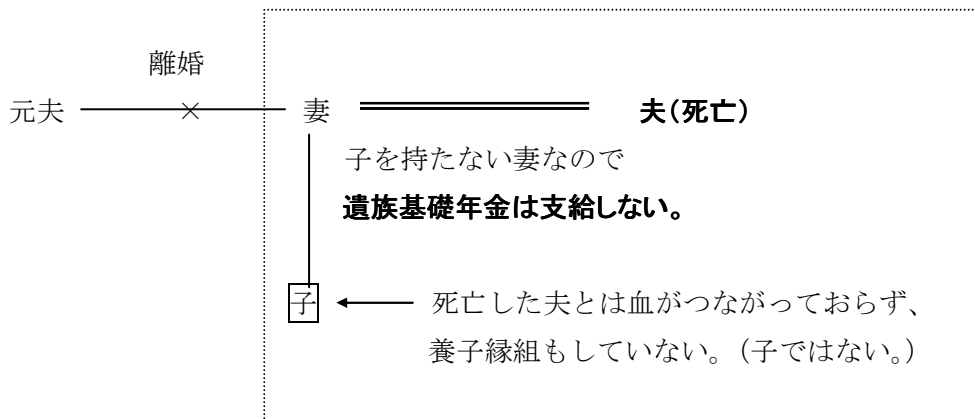 離婚
元夫 × 妻 夫(死亡)
子を持たない妻なので
遺族基礎年金は支給しない。
子 死亡した夫とは血がつながっておらず、
養子縁組もしていない。(子ではない。)